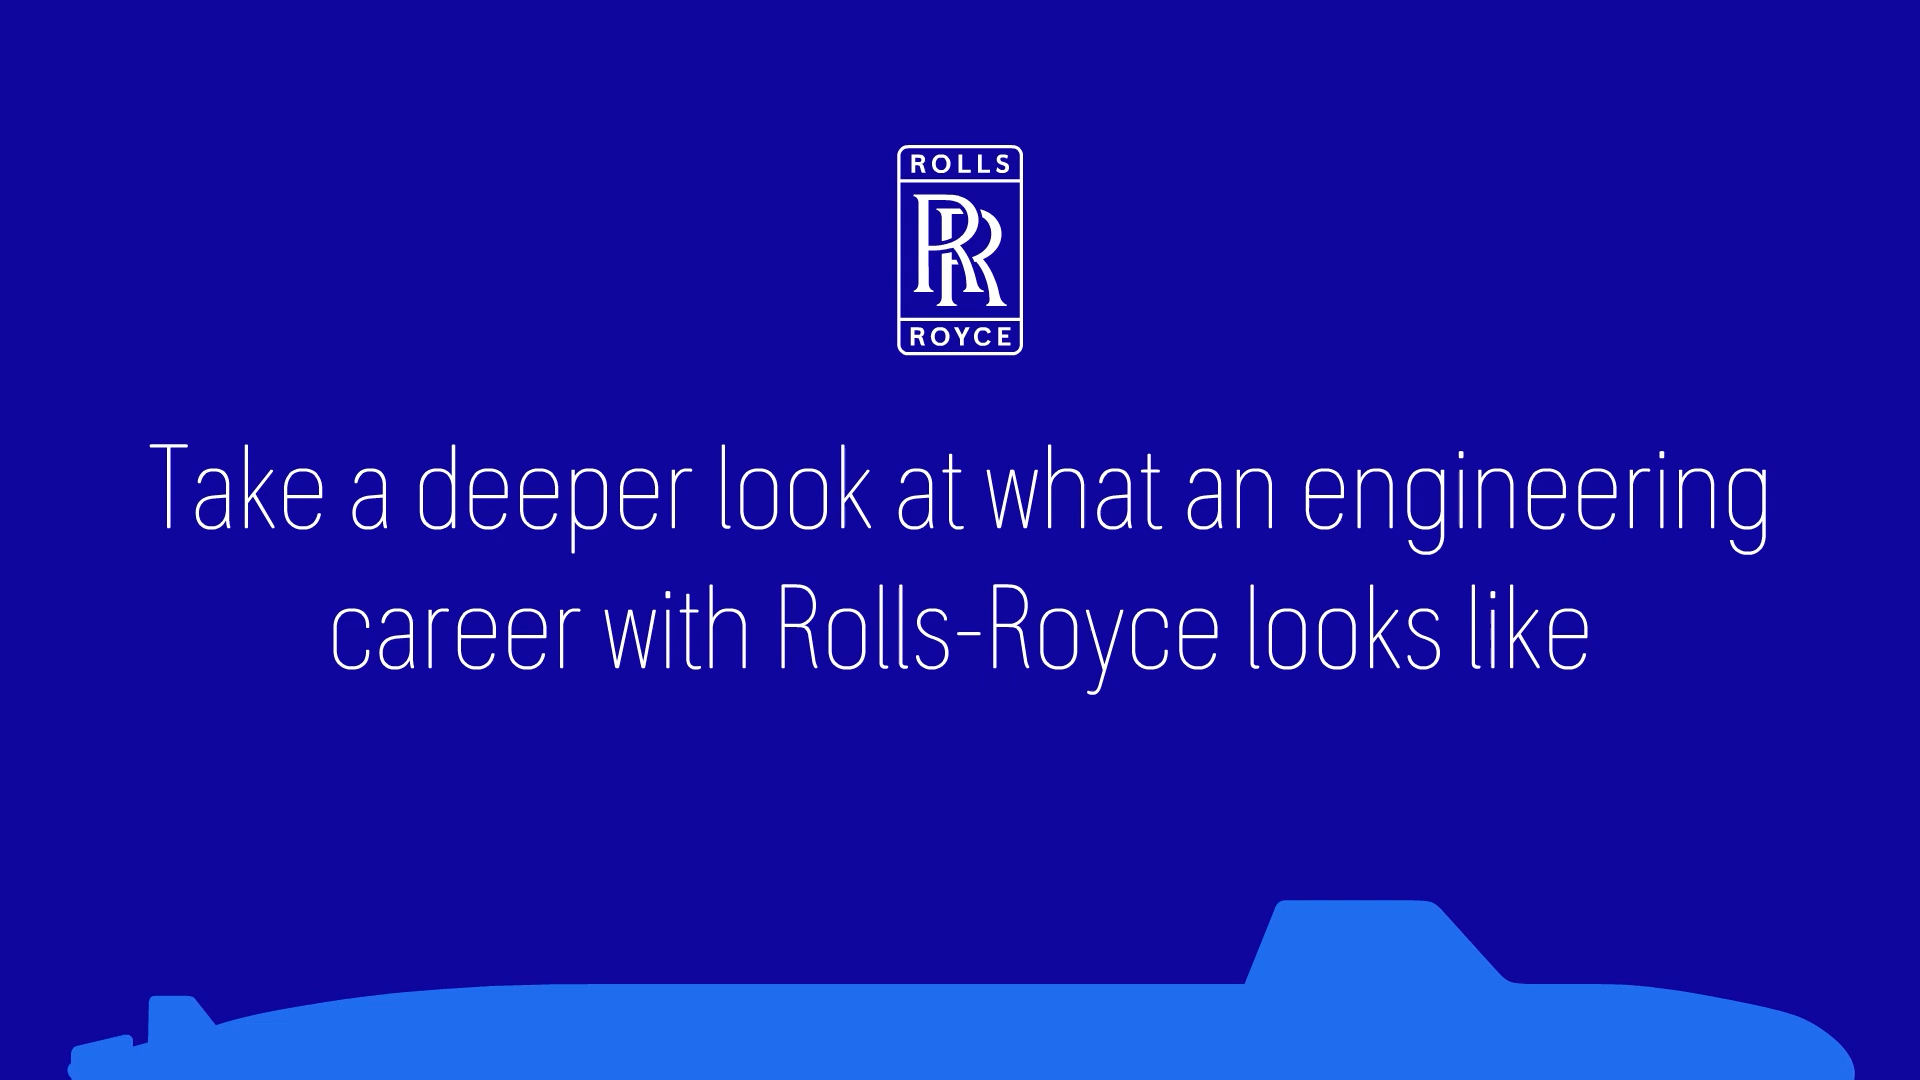 ROLLS
RR
ROYCE
Take a deeper look at what an engineering
career with Rolls-Royce looks like